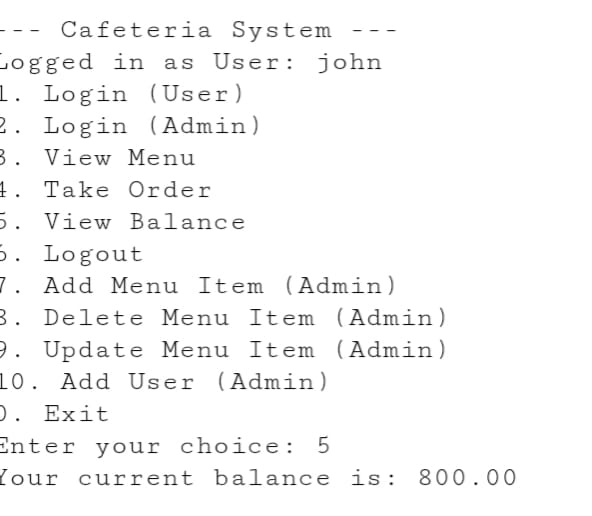 --- Cafeteria System ---
Logged in as User: john
1. Login (User)
2. Login (Admin)
3. View Menu
4. Take Order
5. View Balance
6. Logout
7. Add Menu Item (Admin)
8. Delete Menu Item (Admin)
9. Update Menu Item (Admin)
10. Add User (Admin)
0. Exit
Enter your choice: 5
Your current balance is: 800.00